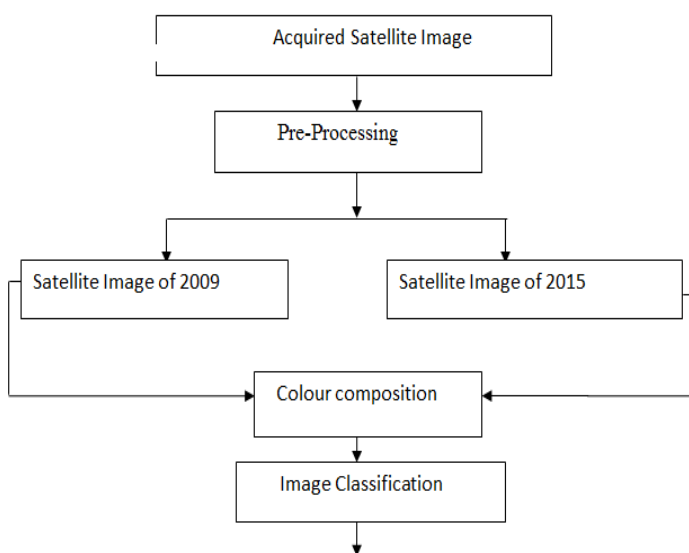 Acquired Satellite Image
Pre-Processing
Satellite Image of 2009
Satellite Image of 2015
Colour composition
Image Classification